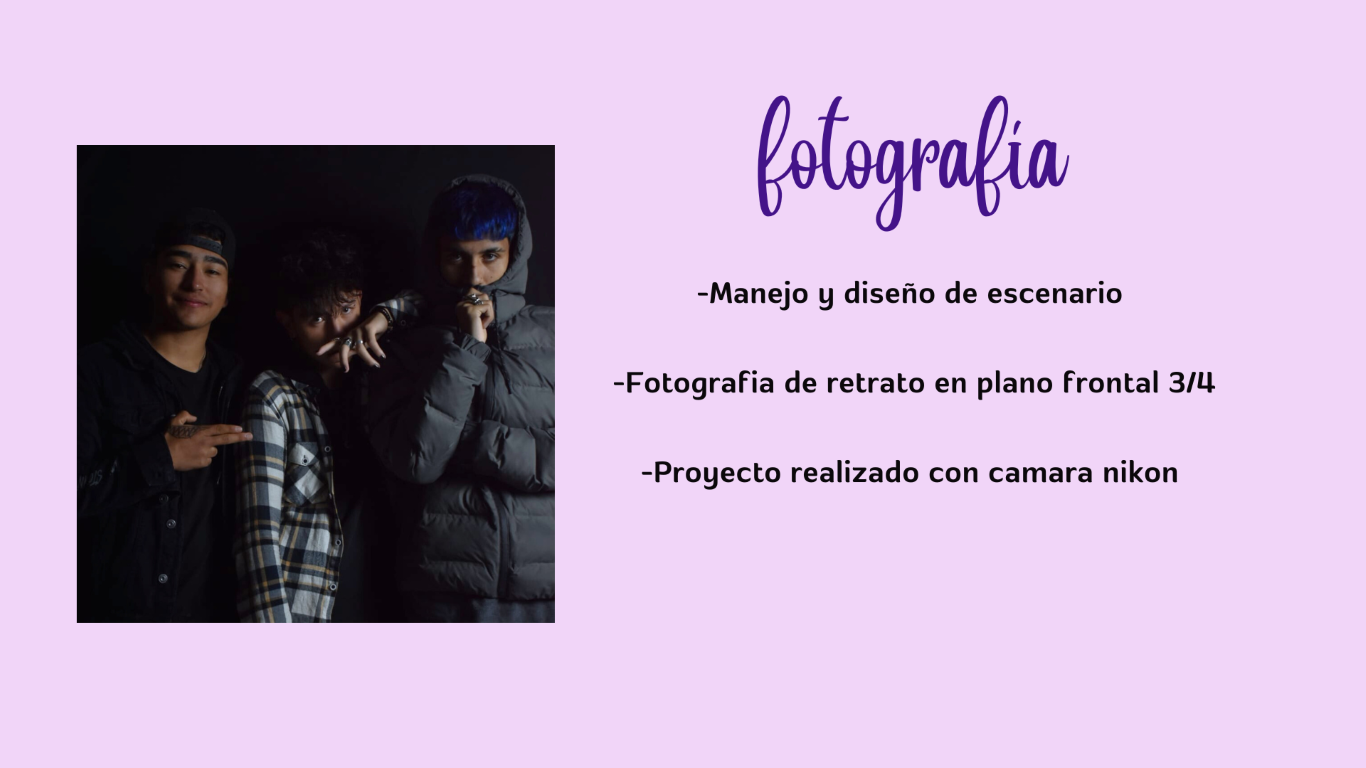 fotografía
-Manejo y diseño de escenario
-Fotografia de retrato en plano frontal 3/4
-Proyecto realizado con camara nikon